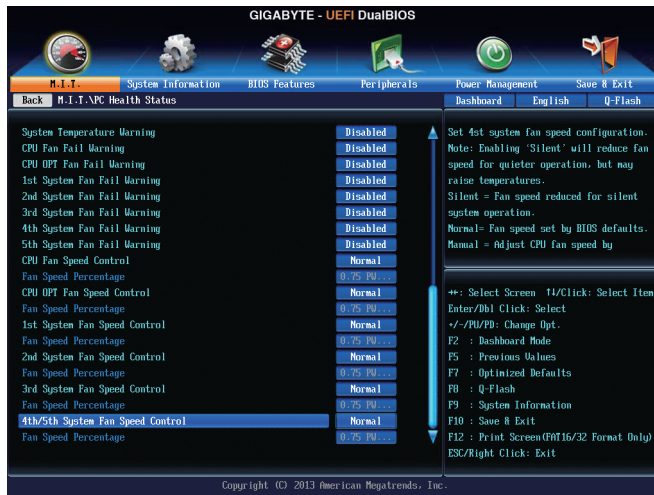 GIGABYTE - UEFI DualBIOS
M.I.T.
System Information
BIOS Features
Peripherals
Power Management
Save & Exit
Back
M.I.T.\PC Health Status
Dashboard
English
Q-Flash
System Temperature Warning Disabled
CPU Fan Fail Warning Disabled
CPU OPT Fan Fail Warning Disabled
1st System Fan Fail Warning Disabled
2nd System Fan Fail Warning Disabled
3rd System Fan Fail Warning Disabled
4th System Fan Fail Warning Disabled
5th System Fan Fail Warning Disabled
CPU Fan Speed Control Normal
Fan Speed Percentage 0.75 PW...
CPU OPT Fan Speed Control Normal
Fan Speed Percentage 0.75 PW...
1st System Fan Speed Control Normal
Fan Speed Percentage 0.75 PW...
2nd System Fan Speed Control Normal
Fan Speed Percentage 0.75 PW...
3rd System Fan Speed Control Normal
Fan Speed Percentage 0.75 PW...
4th/5th System Fan Speed Control Normal
Fan Speed Percentage 0.75 PW...
Set 4st system fan speed configuration.
Note: Enabling 'Silent' will reduce fan
speed for quieter operation, but may
raise temperatures.
Silent = Fan speed reduced for silent
system operation.
Normal= Fan speed set by BIOS defaults.
Manual = Adjust CPU fan speed by
→←: Select Screen ↑↓/Click: Select Item
Enter/Dbl Click: Select
+/-/PU/PD: Change Opt.
F2 : Dashboard Mode
F5 : Previous Values
F7 : Optimized Defaults
F8 : Q-Flash
F9 : System Information
F10 : Save & Exit
F12 : Print Screen(FAT16/32 Format Only)
ESC/Right Click: Exit
Copyright (C) 2013 American Megatrends, Inc.